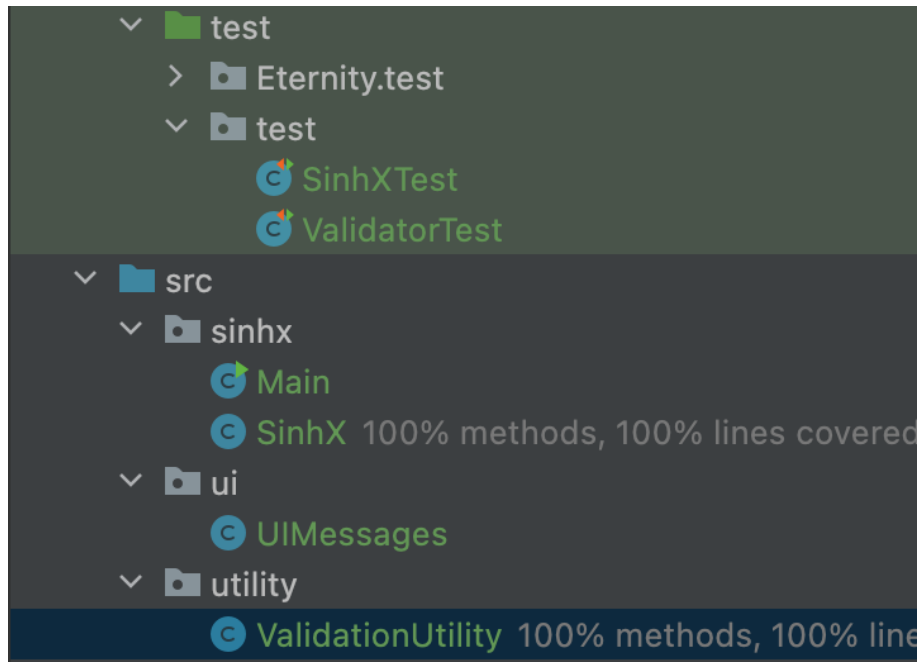 test
Eternity.test
test
SinhXTest
ValidatorTest
src
sinhx
Main
SinhX 100% methods, 100% lines covered
ui
UIMessages
utility
ValidationUtility 100% methods, 100% line